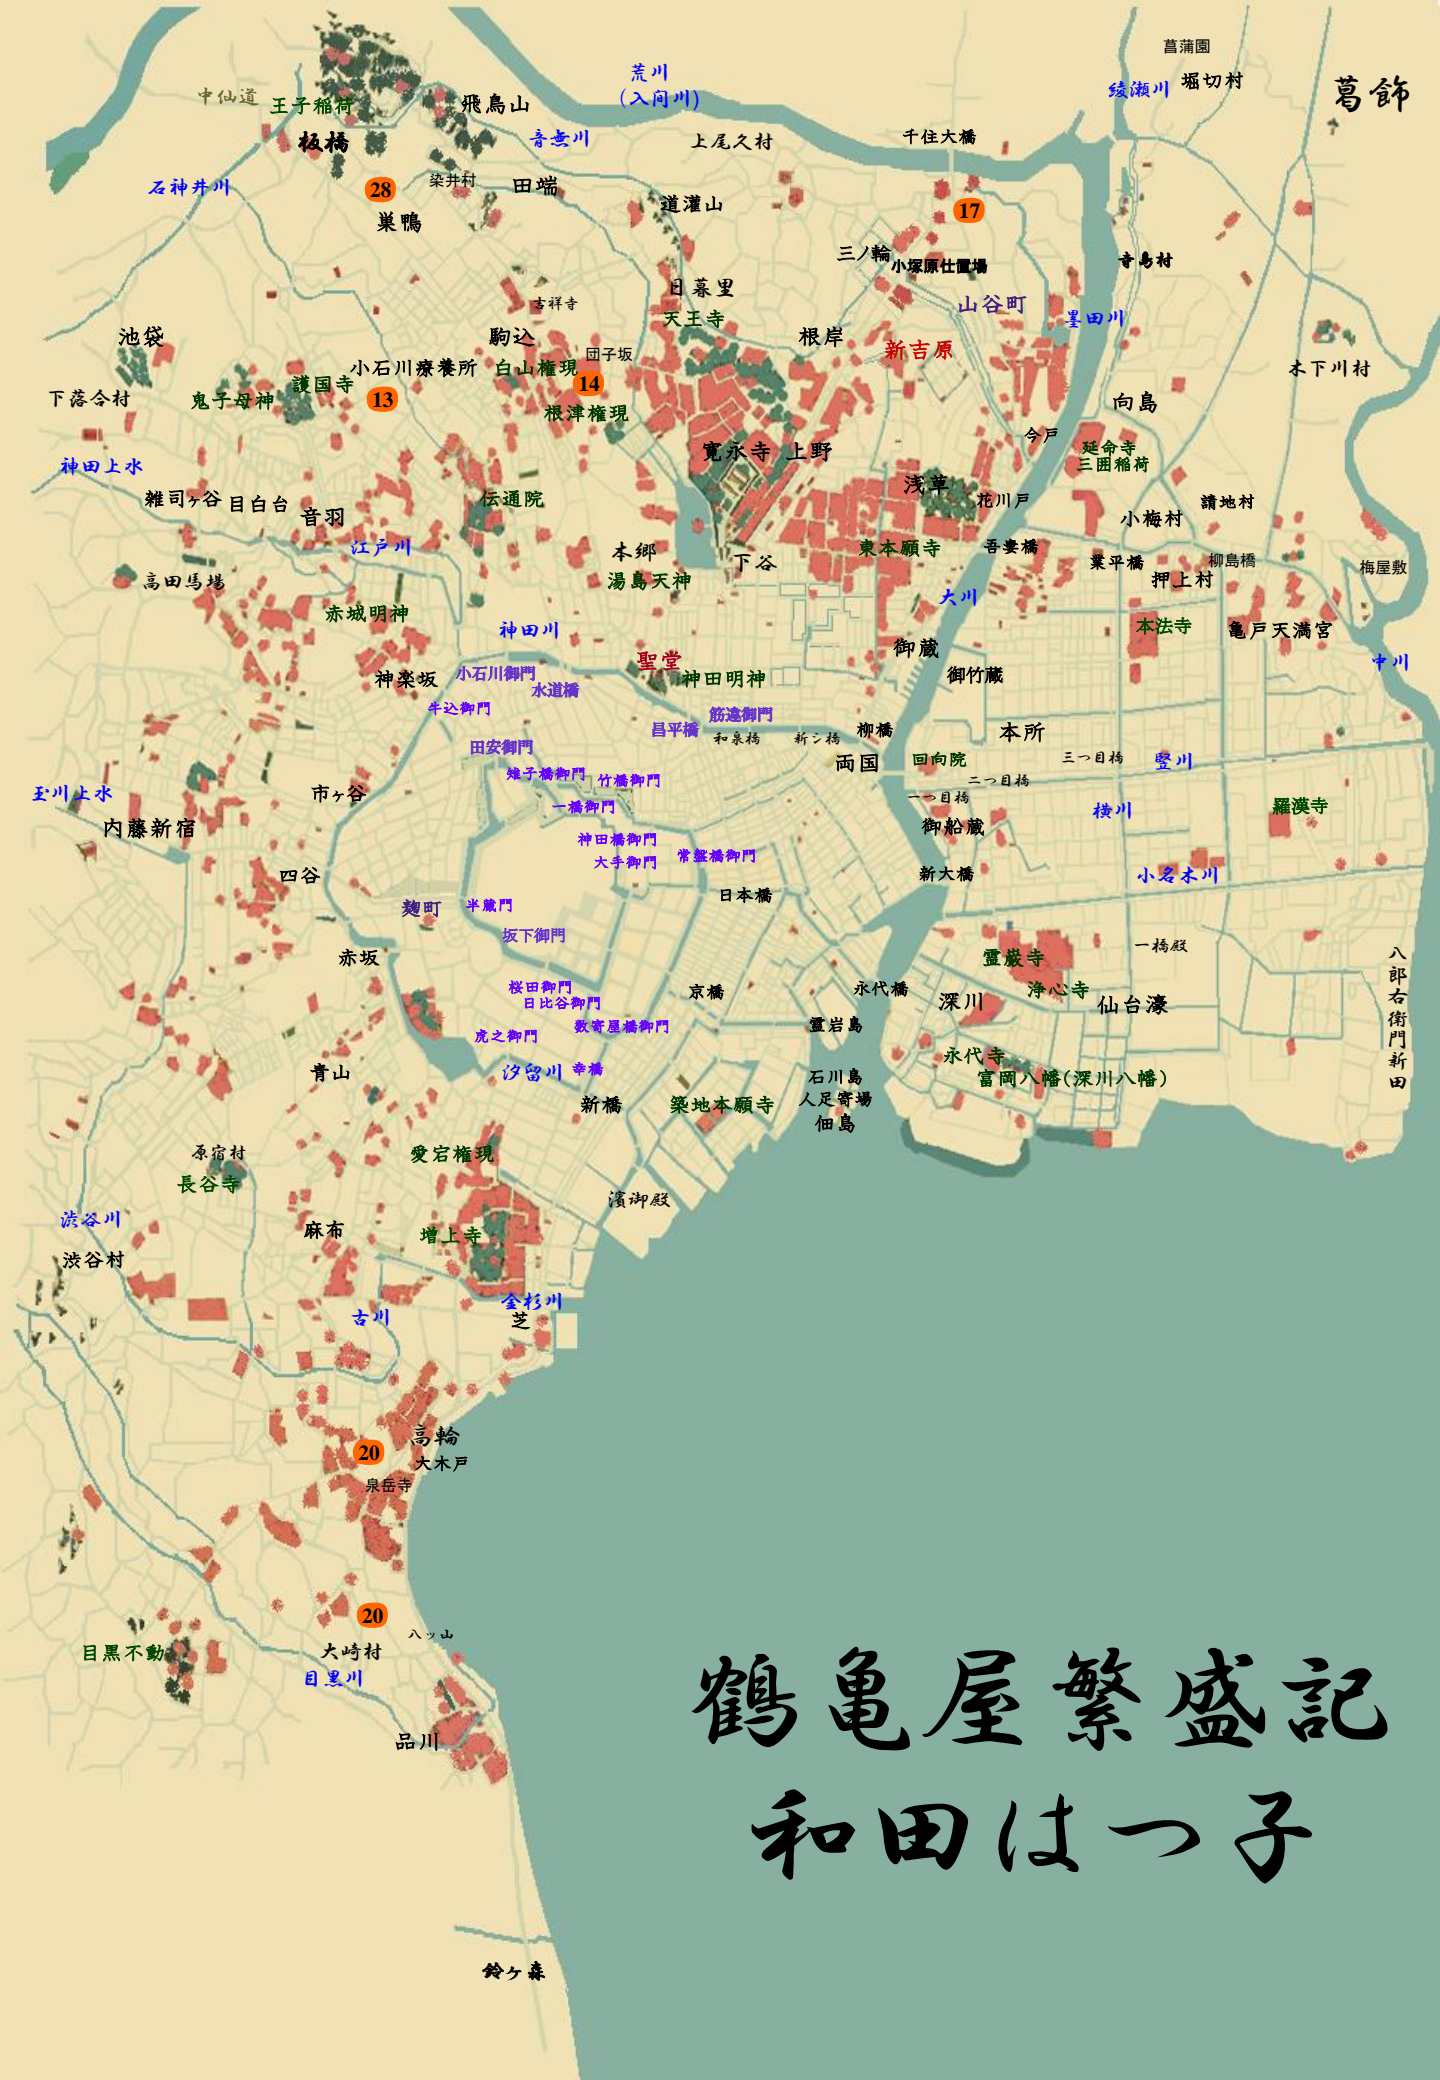 菖蒲園
荒川
(入间川)
堀切村
綾瀬川
葛飾
中仙道
王子稲荷
飛鳥山
板橋
音無川
上尾久村
千住大橋
石神井川
28
染井村
田端
巣鴨
道灌山
17
三ノ輪
小塚原仕置場
寺島村
日暮里
吉祥寺
山谷町
天王寺
墨田川
池袋
駒込
根岸
新吉原
団子坂
小石川療養所
白山権現
木下川村
護国寺
14
下落合村
鬼子母神
13
根津権現
向島
今戸
延命寺
三囲稲荷
寛永寺
上野
神田上水
浅草
雑司ヶ谷
目白台
伝通院
花川戸
請地村
音羽
小梅村
江戸川
本郷
下谷
東本願寺
吾妻橋
業平橋
柳島橋
梅屋敷
高田馬場
湯島天神
押上村
大川
赤城明神
神田川
本法寺
亀戸天満宮
御蔵
聖堂
中川
神楽坂
小石川御門
水道橋
神田明神
御竹蔵
牛込御門
筋違御門
昌平橋
和泉橋
新シ橋
柳橋
本所
田安御門
両国
回向院
三つ目橋
竪川
雉子橋御門
竹橋御門
二つ目橋
玉川上水
市ヶ谷
一橋御門
一つ目橋
横川
羅漢寺
内藤新宿
神田橋御門
御船蔵
大手御門
常盤橋御門
四谷
新大橋
小名木川
日本橋
麹町
半蔵門
坂下御門
一橋殿
赤坂
霊巌寺
八郎右衛門新田
桜田御門
京橋
永代橋
浄心寺
日比谷御門
深川
仙台濠
数寄屋橋御門
霊岩島
虎之御門
永代寺
青山
汐留川
幸橋
石川島
富岡八幡(深川八幡)
人足寄場
新橋
築地本願寺
佃島
原宿村
愛宕権現
長谷寺
濱御殿
渋谷川
麻布
増上寺
渋谷村
金杉川
古川
芝
高輪
20
大木戸
泉岳寺
20
八ッ山
目黒不動
大崎村
目黒川
品川
鶴亀屋繁盛記
和田はつ子
鈴ヶ森